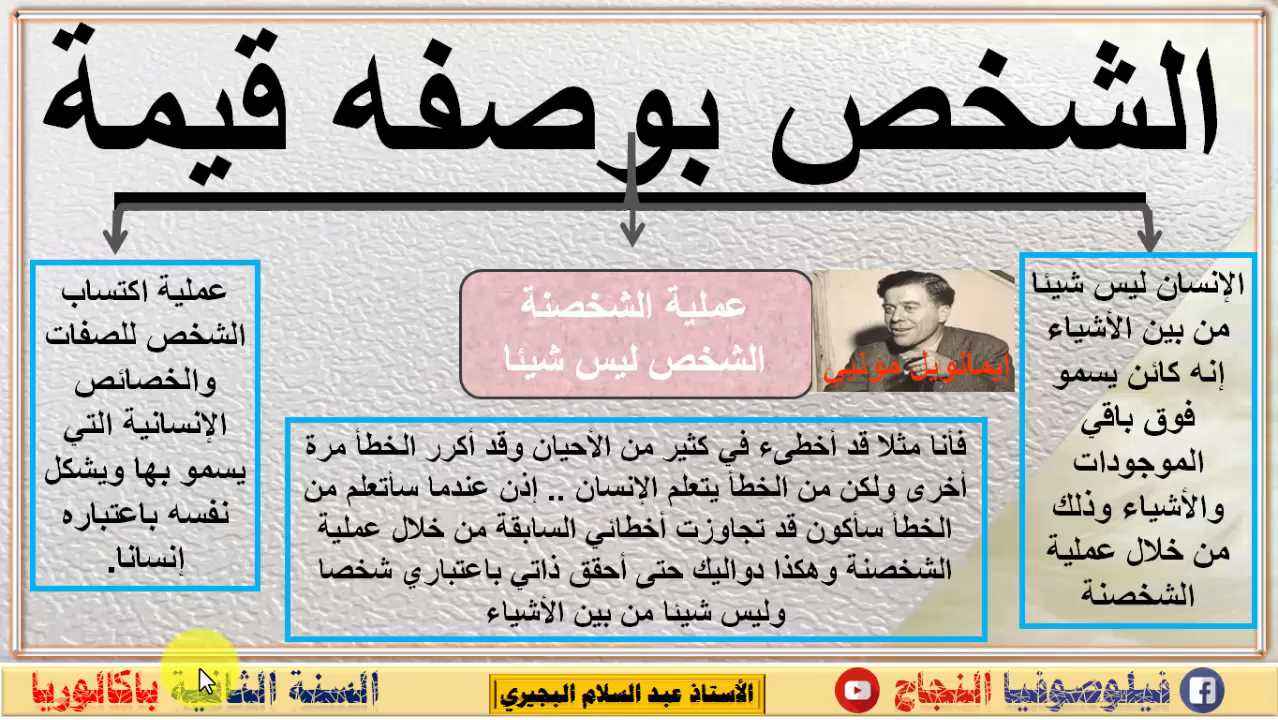 الشخص بوصفه قيمة
الإنسان ليس شيئا
من بين الأشياء
إنه كائن يسمو
فوق باقي
الموجودات
والأشياء وذلك
من خلال عملية
الشخصنة
إيمانويل مونيي
عملية الشخصنة
الشخص ليس شيئا
فأنا مثلا قد أخطىء في كثير من الأحيان وقد أكرر الخطأ مرة
أخرى ولكن من الخطأ يتعلم الإنسان .. إذن عندما سأتعلم من
الخطأ سأكون قد تجاوزت أخطائي السابقة من خلال عملية
الشخصنة وهكذا دواليك حتى أحقق ذاتي باعتباري شخصا
وليس شيئا من بين الأشياء
عملية اكتساب
الشخص للصفات
والخصائص
الإنسانية التي
يسمو بها ويشكل
نفسه باعتباره
إنسانا.
فيلوصوفيا النجاح
الأستاذ عبد السلام البجيري
السنة الثانية باكالوريا